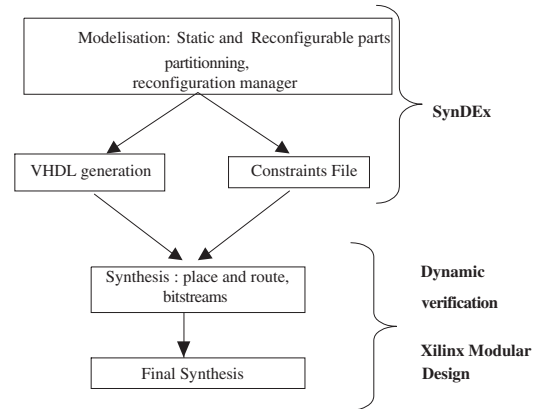 Modelisation: Static and Reconfigurable parts
partitionning,
reconfiguration manager
SynDEx
VHDL generation
Constraints File
Synthesis : place and route,
bitstreams
Dynamic
verification
Xilinx Modular
Design
Final Synthesis